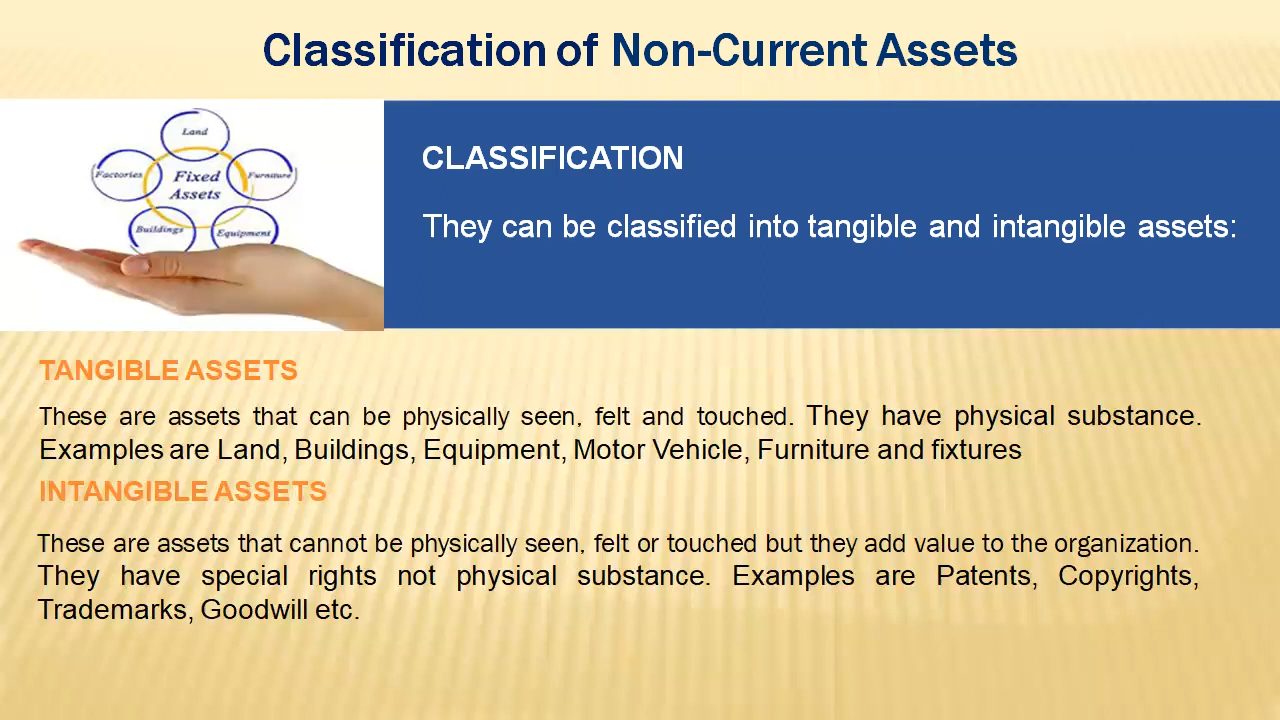 Classification of Non-Current Assets
Land
Factories
Fixed
Assets
Furniture
Buildings
Equipment
CLASSIFICATION
They can be classified into tangible and intangible assets:
TANGIBLE ASSETS
These are assets that can be physically seen, felt and touched. They have physical substance.
Examples are Land, Buildings, Equipment, Motor Vehicle, Furniture and fixtures
INTANGIBLE ASSETS
These are assets that cannot be physically seen, felt or touched but they add value to the organization.
They have special rights not physical substance. Examples are Patents, Copyrights,
Trademarks, Goodwill etc.